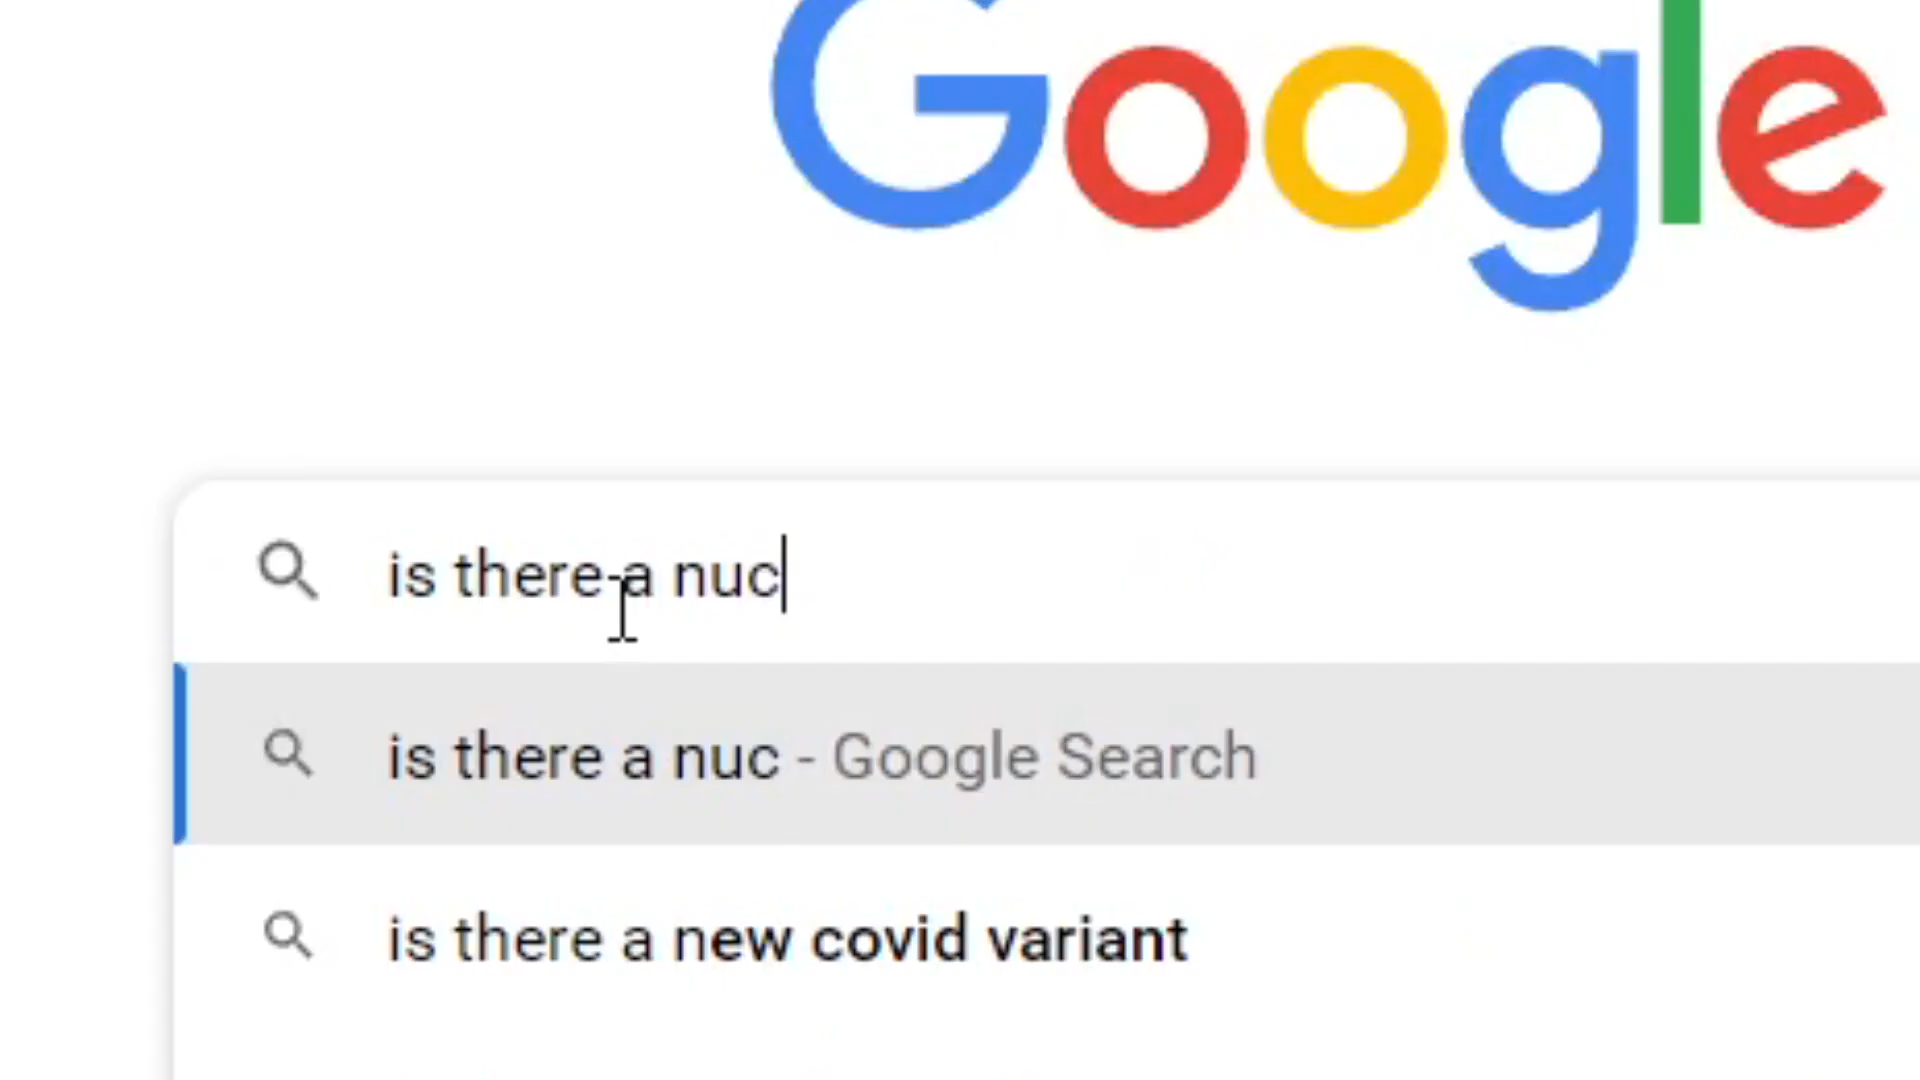 Google
is there a nuc
is there a nuc - Google Search
is there a new covid variant